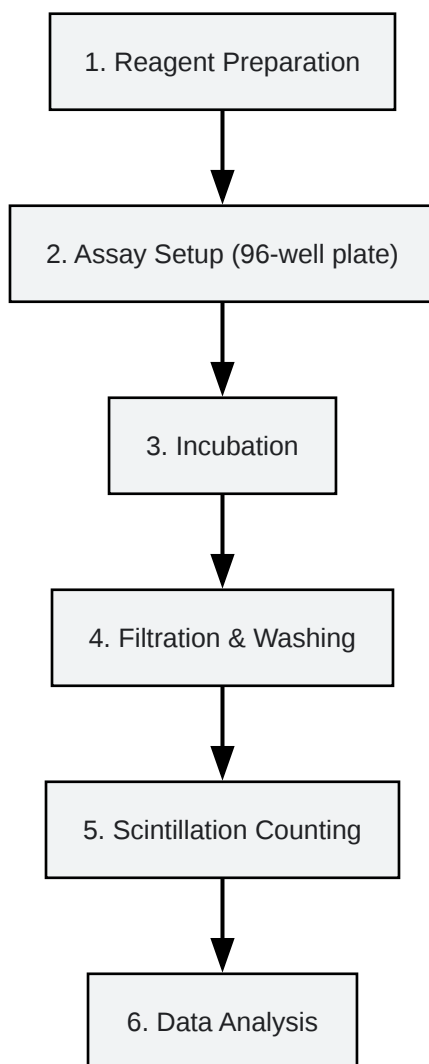 1. Reagent Preparation
2. Assay Setup (96-well plate)
3. Incubation
4. Filtration & Washing
5. Scintillation Counting
6. Data Analysis